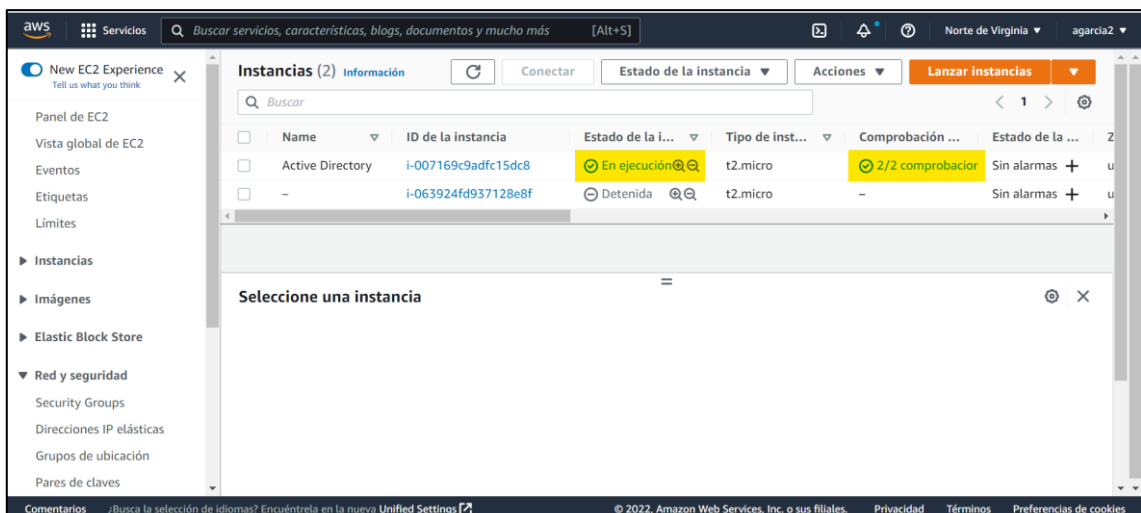 aws
Servicios
Buscar servicios, características, blogs, documentos y mucho más [Alt+S]
Norte de Virginia
agarcia2
New EC2 Experience
Tell us what you think
Panel de EC2
Vista global de EC2
Eventos
Etiquetas
Límites
Instancias
Imágenes
Elastic Block Store
Red y seguridad
Security Groups
Direcciones IP elásticas
Grupos de ubicación
Pares de claves
Instancias (2) Información
Conectar
Estado de la instancia
Acciones
Lanzar instancias
Buscar
1
Name ID de la instancia Estado de la i... Tipo de inst... Comprobación ... Estado de la ... Z
Active Directory i-007169c9adfc15dc8 En ejecución t2.micro 2/2 comprobacior Sin alarmas + u
– i-063924fd937128e8f Detenida t2.micro – Sin alarmas + u
Seleccione una instancia
Comentarios ¿Busca la selección de idiomas? Encuéntrela en la nueva Unified Settings © 2022, Amazon Web Services, Inc. o sus filiales. Privacidad Términos Preferencias de cookies